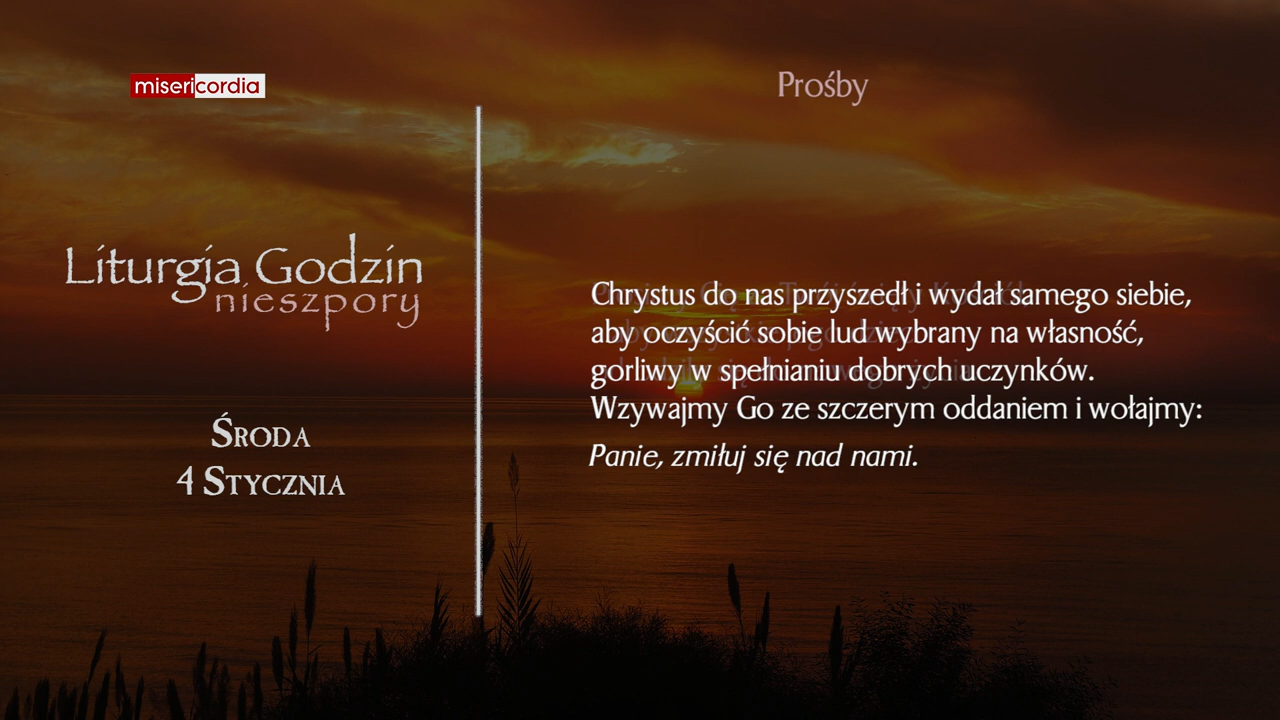 misericordia
Liturgia Godzin
nieszpory
Środa
4 Stycznia
Prośby
Chrystus do nas przyszedł i wydał samego siebie,
aby oczyścić sobie lud wybrany na własność,
gorliwy w spełnianiu dobrych uczynków.
Wzywajmy Go ze szczerym oddaniem i wołajmy:
Panie, zmiłuj się nad nami.